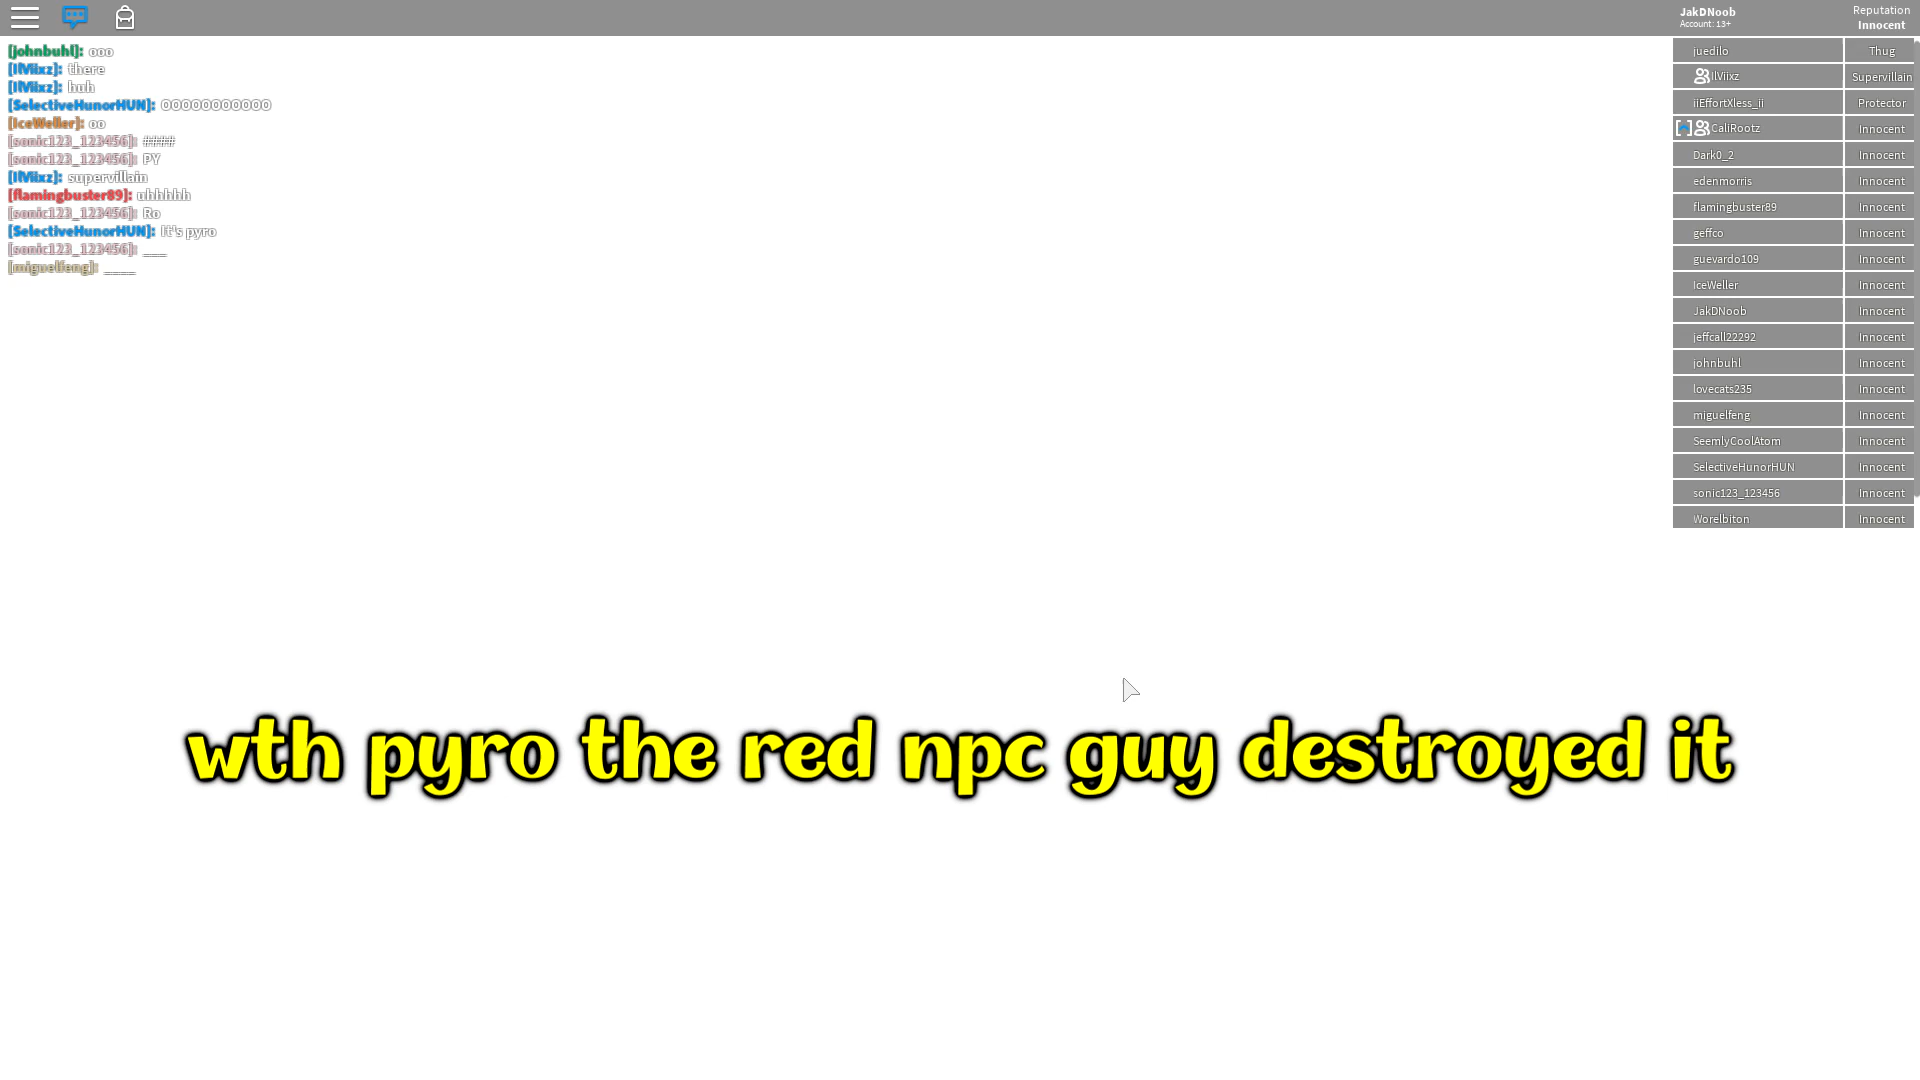 JakDNoob
Account: 13+
Reputation
Innocent
[johnbuhl]: ooo
[IlViixz]: there
[IlViixz]: huh
[SelectiveHunorHUN]: OOOOOOOOOOO
[IceWeller]: oo
[sonic123_123456]: ####
[sonic123_123456]: PY
[IlViixz]: supervillain
[flamingbuster89]: uhhhhh
[sonic123_123456]: Ro
[SelectiveHunorHUN]: It's pyro
[sonic123_123456]: ___
[miguelfeng]: ____
juedilo Thug
IlViixz Supervillain
iiEffortXless_ii Protector
CaliRootz Innocent
Dark0_2 Innocent
edenmorris Innocent
flamingbuster89 Innocent
geffco Innocent
guevardo109 Innocent
IceWeller Innocent
JakDNoob Innocent
jeffcall22292 Innocent
johnbuhl Innocent
lovecats235 Innocent
miguelfeng Innocent
SeemlyCoolAtom Innocent
SelectiveHunorHUN Innocent
sonic123_123456 Innocent
Worelbiton Innocent
wth pyro the red npc guy destroyed it